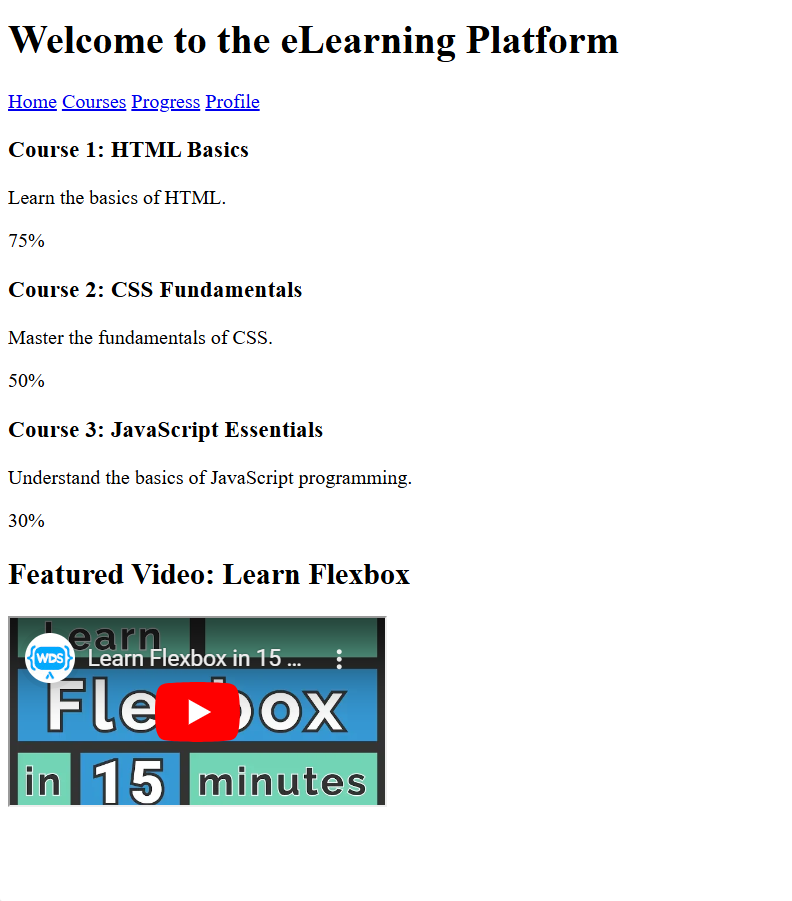 Welcome to the eLearning Platform
Home Courses Progress Profile
Course 1: HTML Basics
Learn the basics of HTML.
75%
Course 2: CSS Fundamentals
Master the fundamentals of CSS.
50%
Course 3: JavaScript Essentials
Understand the basics of JavaScript programming.
30%
Featured Video: Learn Flexbox
Learn
WDS Learn Flexbox in 15 ...
Flexbox
in 15 minutes